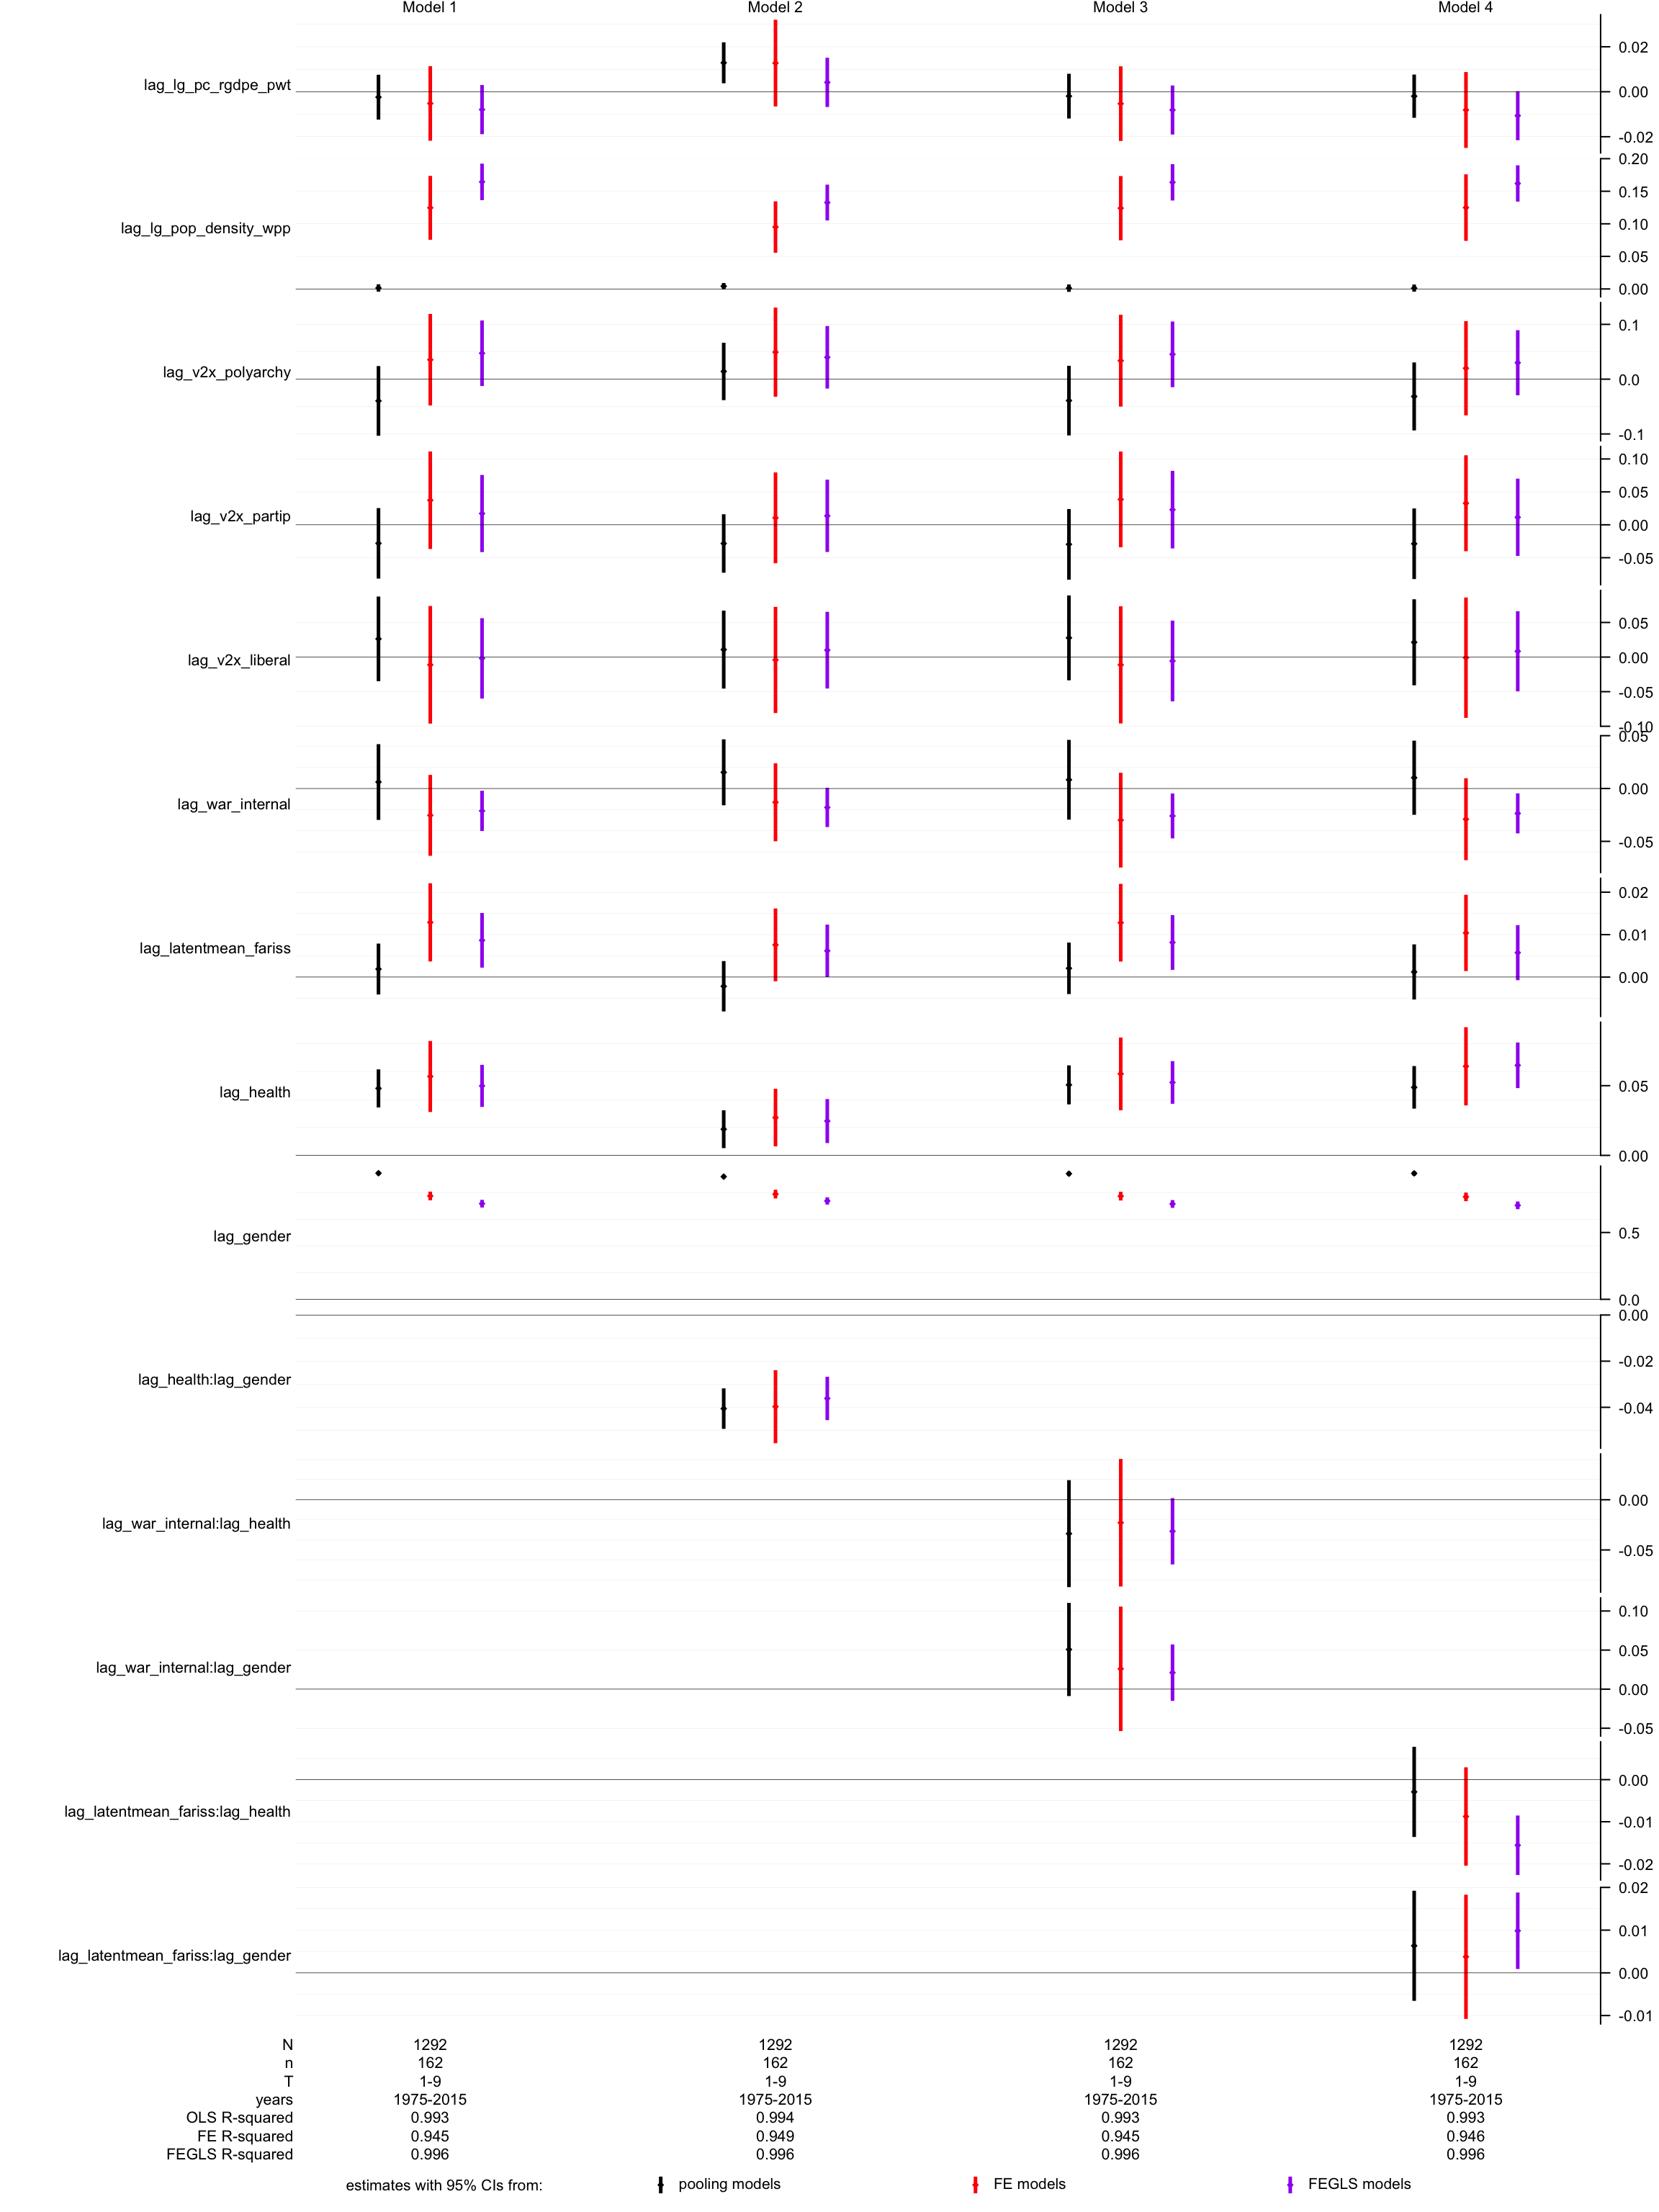 Model 1 Model 2 Model 3 Model 4
0.02
lag_lg_pc_rgdpe_pwt
0.00
-0.02
0.20
0.15
0.10
lag_lg_pop_density_wpp
0.05
0.00
0.1
lag_v2x_polyarchy
0.0
-0.1
0.10
0.05
lag_v2x_partip
0.00
-0.05
0.05
lag_v2x_liberal
0.00
-0.05
-0.10
0.05
0.00
lag_war_internal
-0.05
0.02
0.01
lag_latentmean_fariss
0.00
0.05
lag_health
0.00
0.5
lag_gender
0.0
0.00
-0.02
lag_health:lag_gender
-0.04
0.00
lag_war_internal:lag_health
-0.05
0.10
0.05
lag_war_internal:lag_gender
0.00
-0.05
0.00
lag_latentmean_fariss:lag_health
-0.01
-0.02
0.02
0.01
lag_latentmean_fariss:lag_gender
0.00
-0.01
N 1292 1292 1292 1292
n 162 162 162 162
T 1-9 1-9 1-9 1-9
years 1975-2015 1975-2015 1975-2015 1975-2015
OLS R-squared 0.993 0.994 0.993 0.993
FE R-squared 0.945 0.949 0.945 0.946
FEGLS R-squared 0.996 0.996 0.996 0.996
estimates with 95% CIs from: pooling models FE models FEGLS models